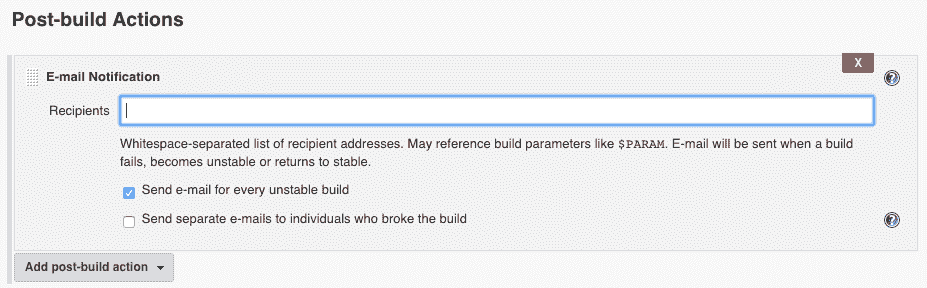 Post-build Actions
X
E-mail Notification
Recipients
Whitespace-separated list of recipient addresses. May reference build parameters like $PARAM. E-mail will be sent when a build
fails, becomes unstable or returns to stable.
Send e-mail for every unstable build
Send separate e-mails to individuals who broke the build
Add post-build action